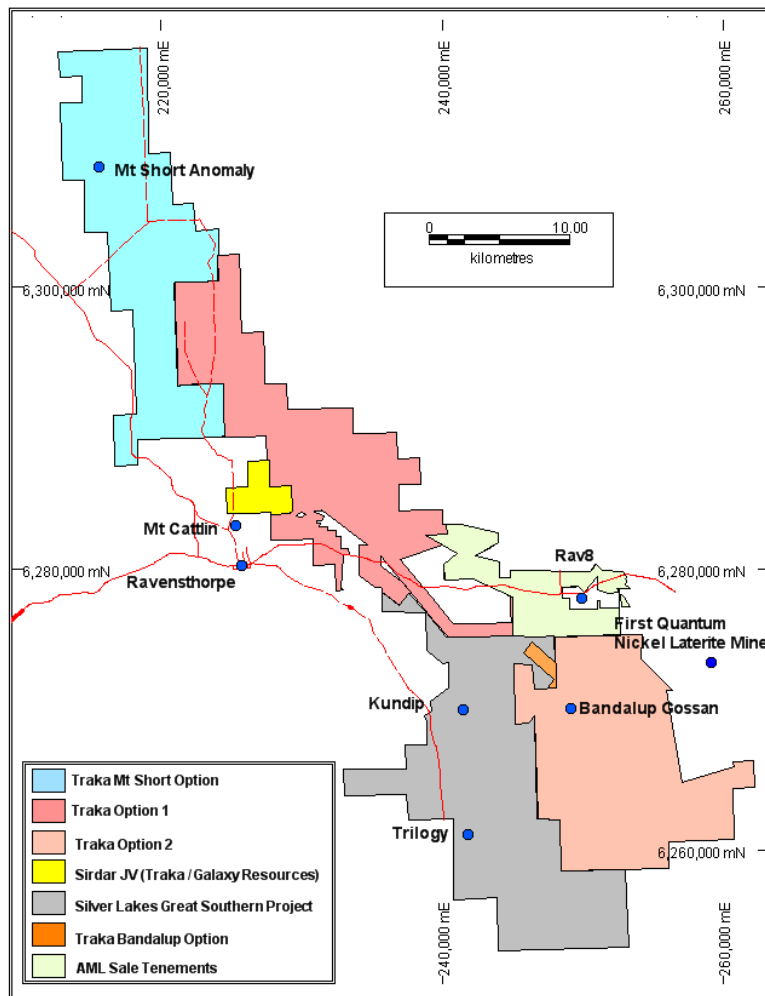 220,000 mE
240,000 mE
260,000 mE
Mt Short Anomaly
0 10.00
kilometres
6,300,000 mN
6,300,000 mN
Mt Cattlin
Rav8
Ravensthorpe
6,280,000 mN
6,280,000 mN
First Quantum
Nickel Laterite Mine
Kundip
Bandalup Gossan
Trilogy
6,260,000 mN
Traka Mt Short Option
Traka Option 1
Traka Option 2
Sirdar JV (Traka / Galaxy Resources)
Silver Lakes Great Southern Project
Traka Bandalup Option
AML Sale Tenements
240,000 mE
260,000 mE